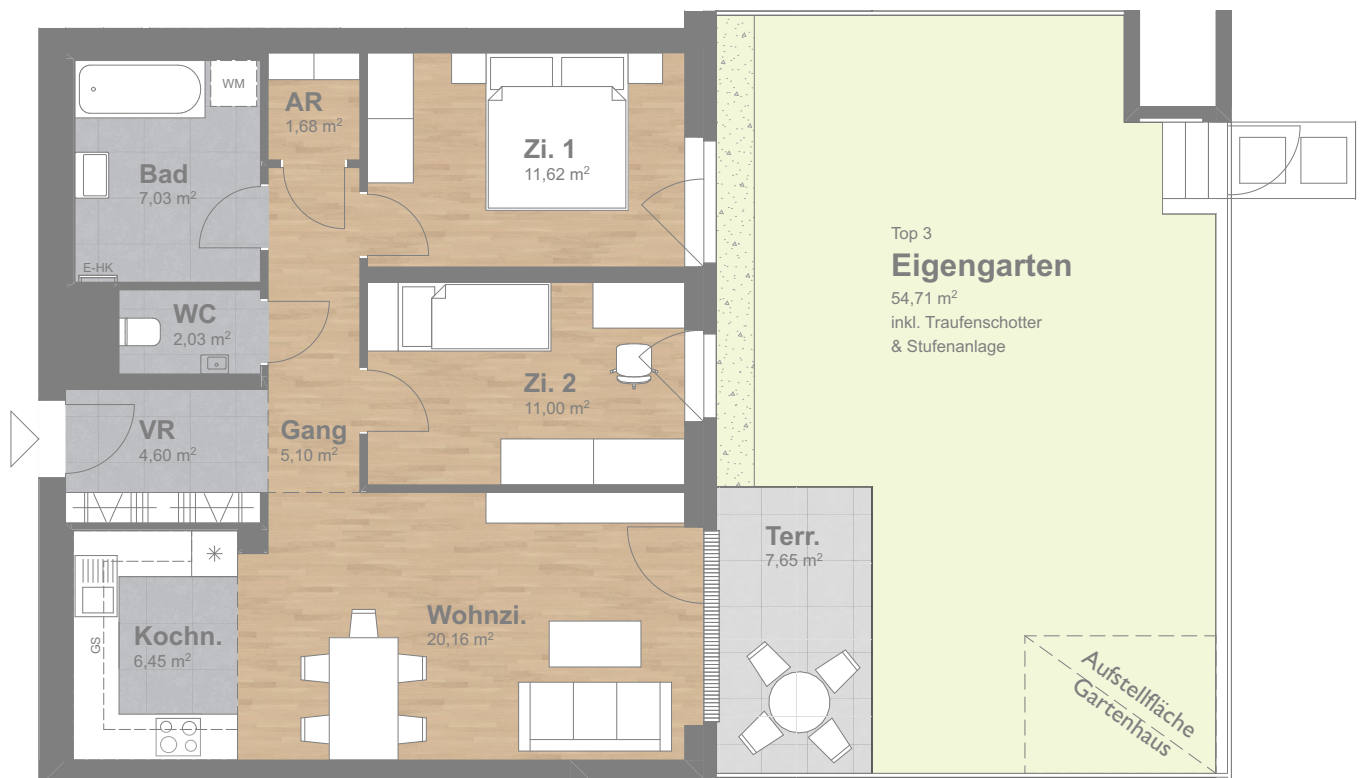 WM
AR
1,68 m²
Bad
7,03 m²
E-HK
Zi. 1
11,62 m²
WC
2,03 m²
Zi. 2
11,00 m²
VR
4,60 m²
Gang
5,10 m²
Top 3
Eigengarten
54,71 m²
inkl. Traufenschotter
& Stufenanlage
Terr.
7,65 m²
Wohnzi.
20,16 m²
Kochn.
6,45 m²
GS
Aufstellfläche
Gartenhaus